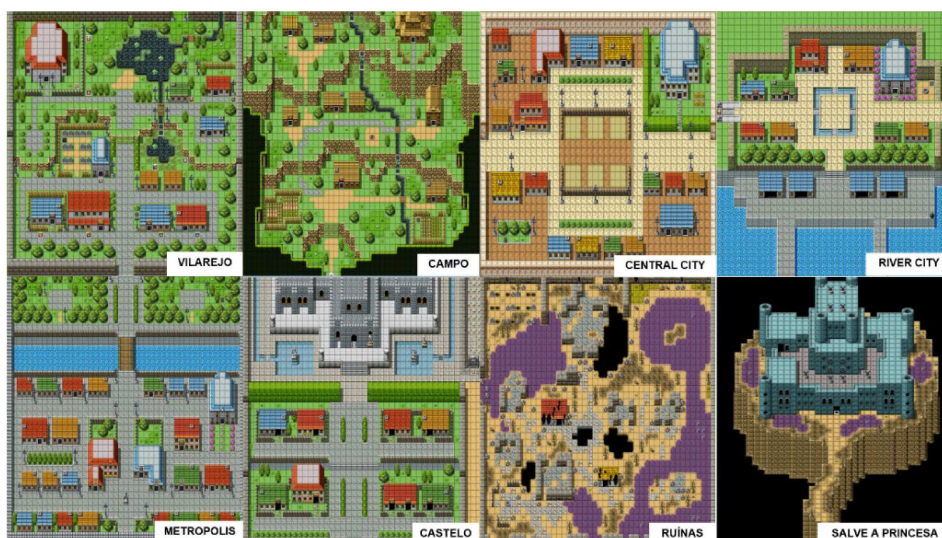 VILAREJO
CAMPO
CENTRAL CITY
RIVER CITY
METROPOLIS
CASTELO
RUÍNAS
SALVE A PRINCESA